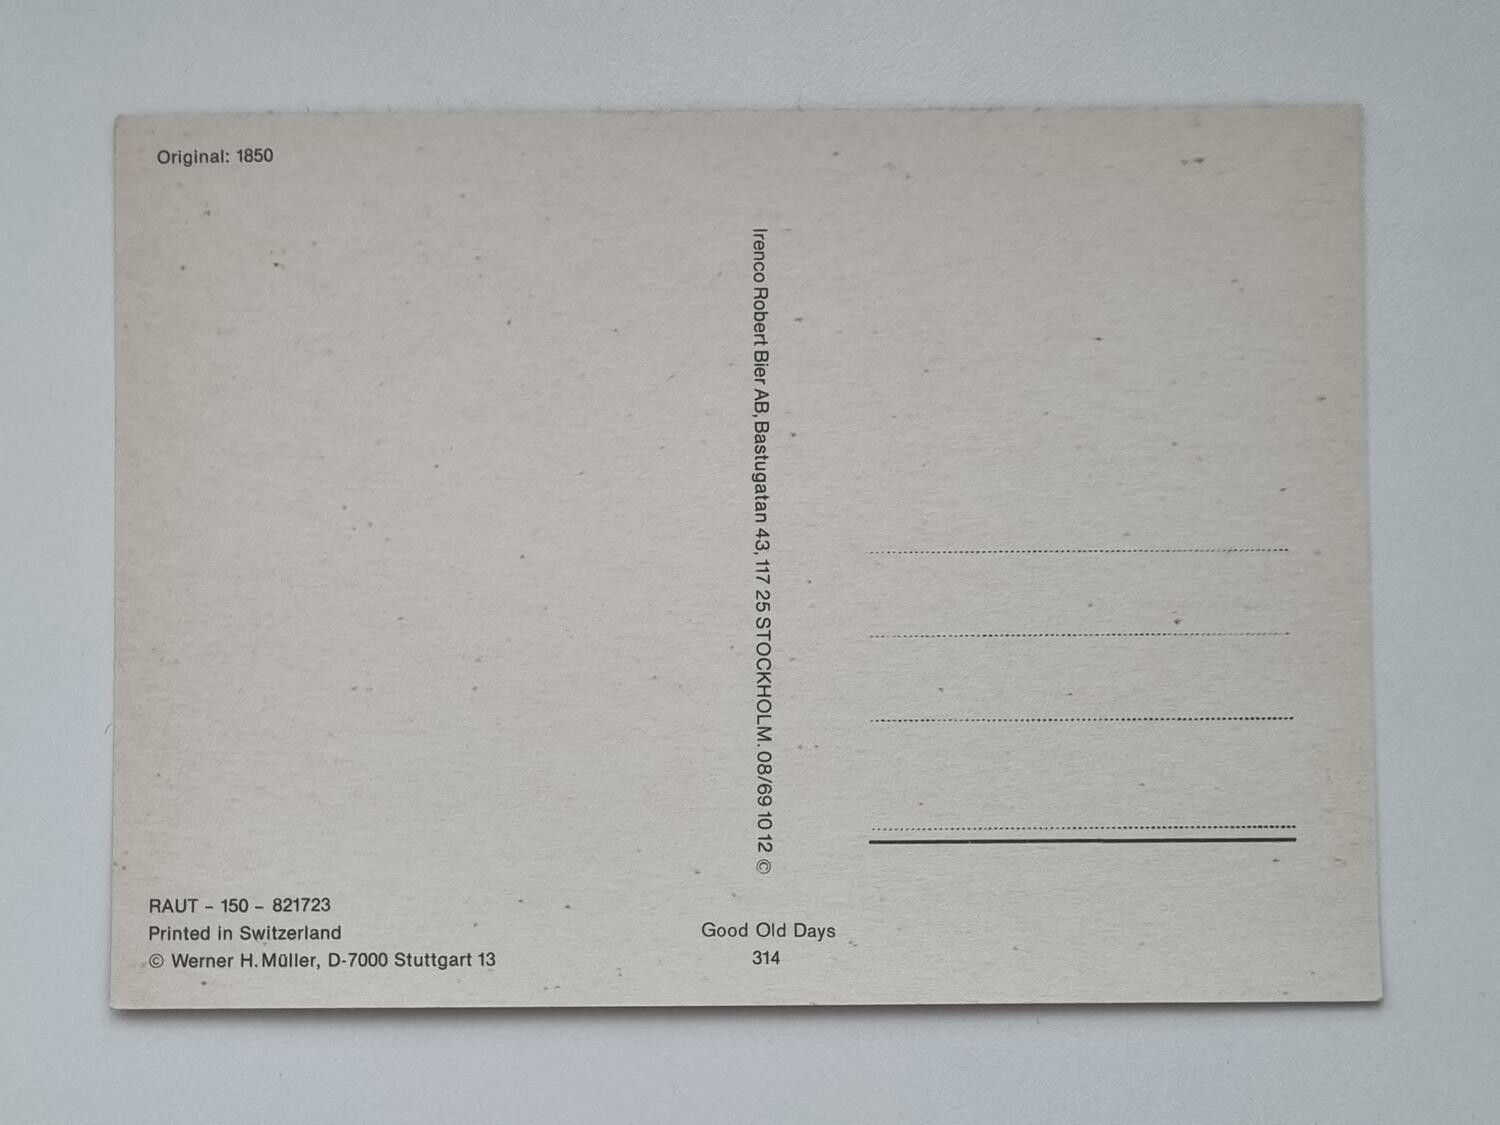 Original: 1850
Irenco Robert Bier AB, Bastugatan 43, 117 25 STOCKHOLM. 08/69 10 12 ©
RAUT - 150 - 821723
Printed in Switzerland
© Werner H. Müller, D-7000 Stuttgart 13
Good Old Days
314